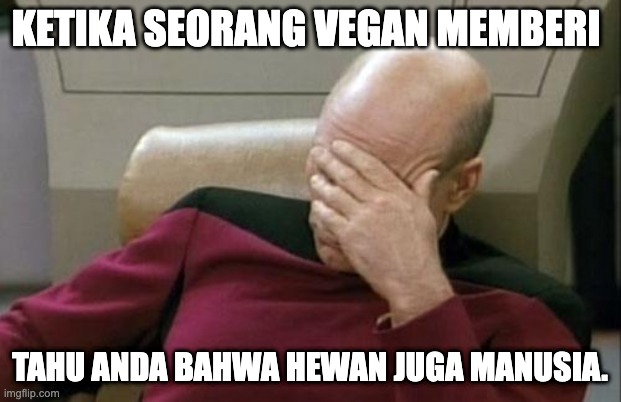 KETIKA SEORANG VEGAN MEMBERI
TAHU ANDA BAHWA HEWAN JUGA MANUSIA.
imgflip.com